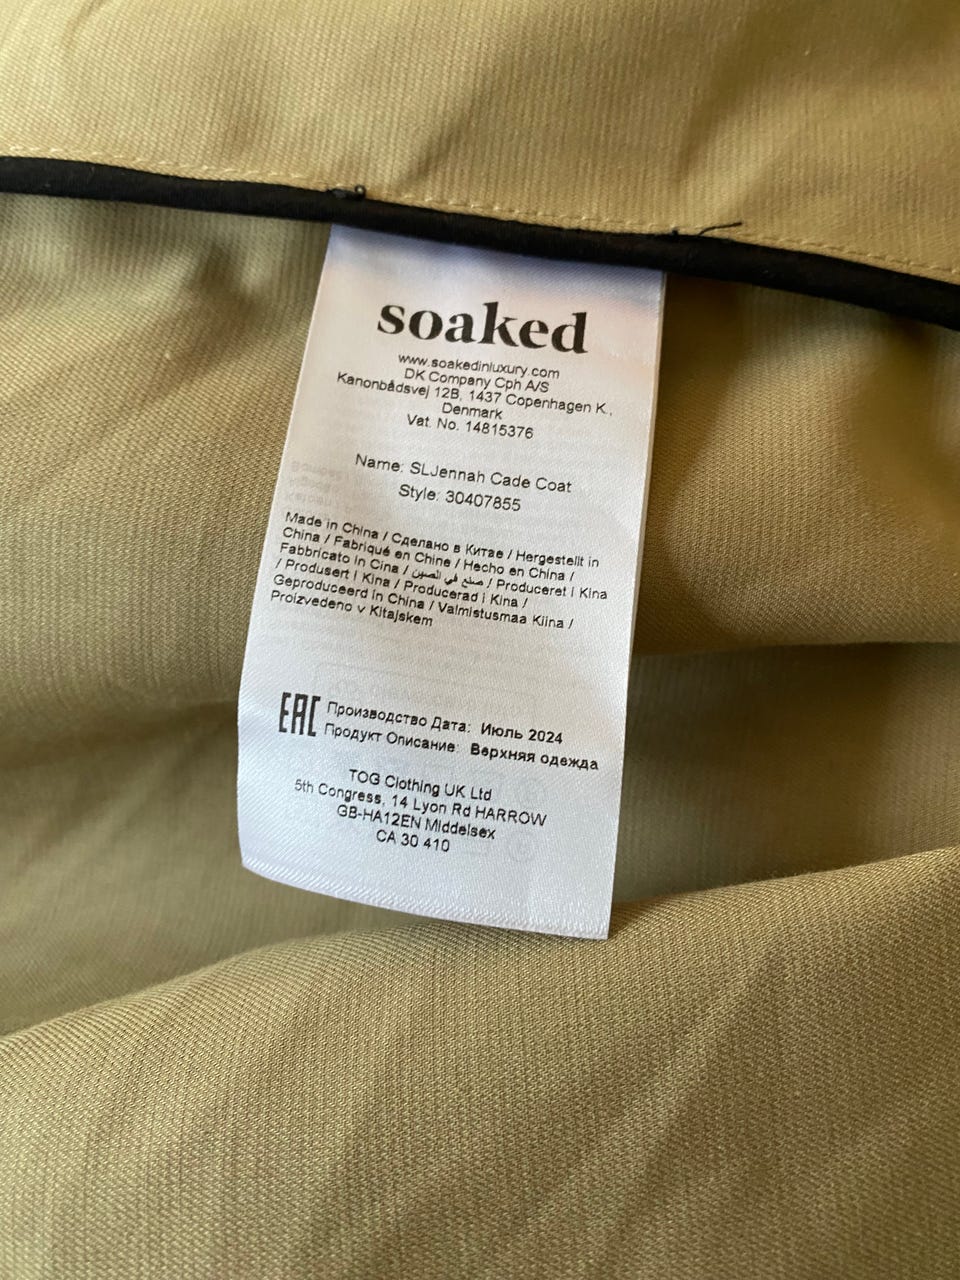 soaked
www.soakedinluxury.com
DK Company Cph A/S
Kanonbådsvej 12B, 1437 Copenhagen K.,
Denmark
Vat. No. 14815376
Name: SLJennah Cade Coat
Style: 30407855
Made in China / Сделано в Китае / Hergestellt in
China / Fabriqué en Chine / Hecho en China /
Fabbricato in Cina / صنع في الصين / Produceret i Kina
/ Produsert i Kina / Producerad i Kina /
Geproduceerd in China / Valmistusmaa Kiina /
Proizvedeno v Kitajskem
EAC Производство Дата: Июль 2024
Продукт Описание: Верхняя одежда
TOG Clothing UK Ltd
5th Congress, 14 Lyon Rd HARROW
GB-HA12EN Middelsex
CA 30 410